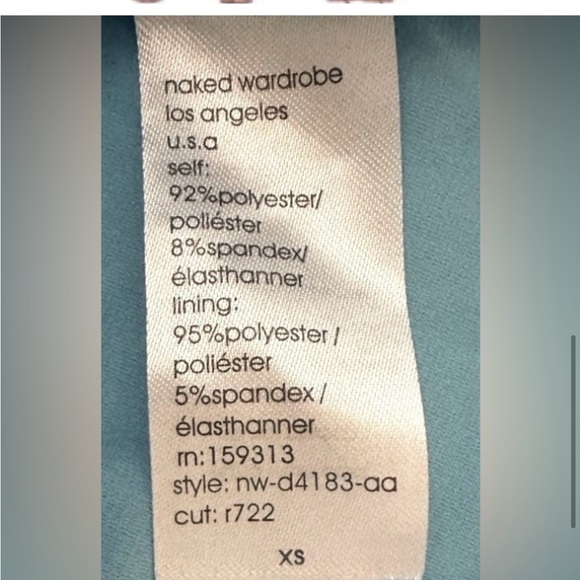 naked wardrobe
los angeles
u.s.a
self:
92%polyester/
poliéster
8%spandex/
élasthanner
lining:
95%polyester/
poliéster
5%spandex/
élasthanner
rn:159313
style: nw-d4183-aa
cut: r722
XS